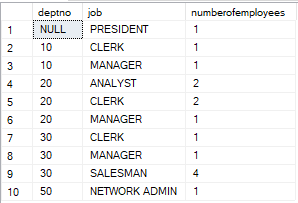 deptno job numberofemployees
1 NULL PRESIDENT 1
2 10 CLERK 1
3 10 MANAGER 1
4 20 ANALYST 2
5 20 CLERK 2
6 20 MANAGER 1
7 30 CLERK 1
8 30 MANAGER 1
9 30 SALESMAN 4
10 50 NETWORK ADMIN 1